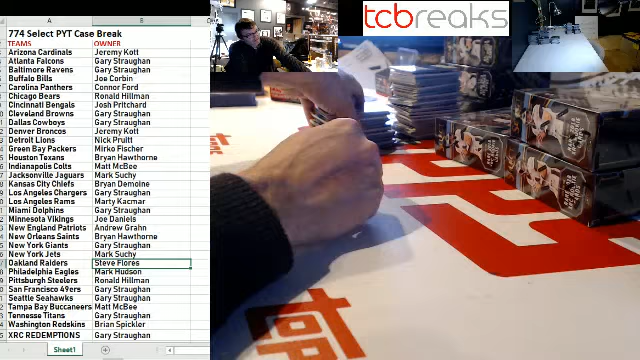 A B
774 Select PYT Case Break
TEAMS OWNER
Arizona Cardinals Jeremy Kott
Atlanta Falcons Gary Straughan
Baltimore Ravens Gary Straughan
Buffalo Bills Joe Corbin
Carolina Panthers Connor Ford
Chicago Bears Ronald Hillman
Cincinnati Bengals Josh Pritchard
Cleveland Browns Gary Straughan
Dallas Cowboys Gary Straughan
Denver Broncos Jeremy Kott
Detroit Lions Nick Pruitt
Green Bay Packers Mirko Fischer
Houston Texans Bryan Hawthorne
Indianapolis Colts Matt McBee
Jacksonville Jaguars Mark Suchy
Kansas City Chiefs Bryan Demoine
Los Angeles Chargers Gary Straughan
Los Angeles Rams Marty Kacmar
Miami Dolphins Gary Straughan
Minnesota Vikings Joe Daniels
New England Patriots Andrew Grahn
New Orleans Saints Bryan Hawthorne
New York Giants Gary Straughan
New York Jets Mark Suchy
Oakland Raiders Steve Flores
Philadelphia Eagles Mark Hudson
Pittsburgh Steelers Ronald Hillman
San Francisco 49ers Gary Straughan
Seattle Seahawks Gary Straughan
Tampa Bay Buccaneers Matt McBee
Tennesse Titans Gary Straughan
Washington Redskins Brian Spickler
XRC REDEMPTIONS Gary Straughan
Sheet1
tcbreaks
TOP